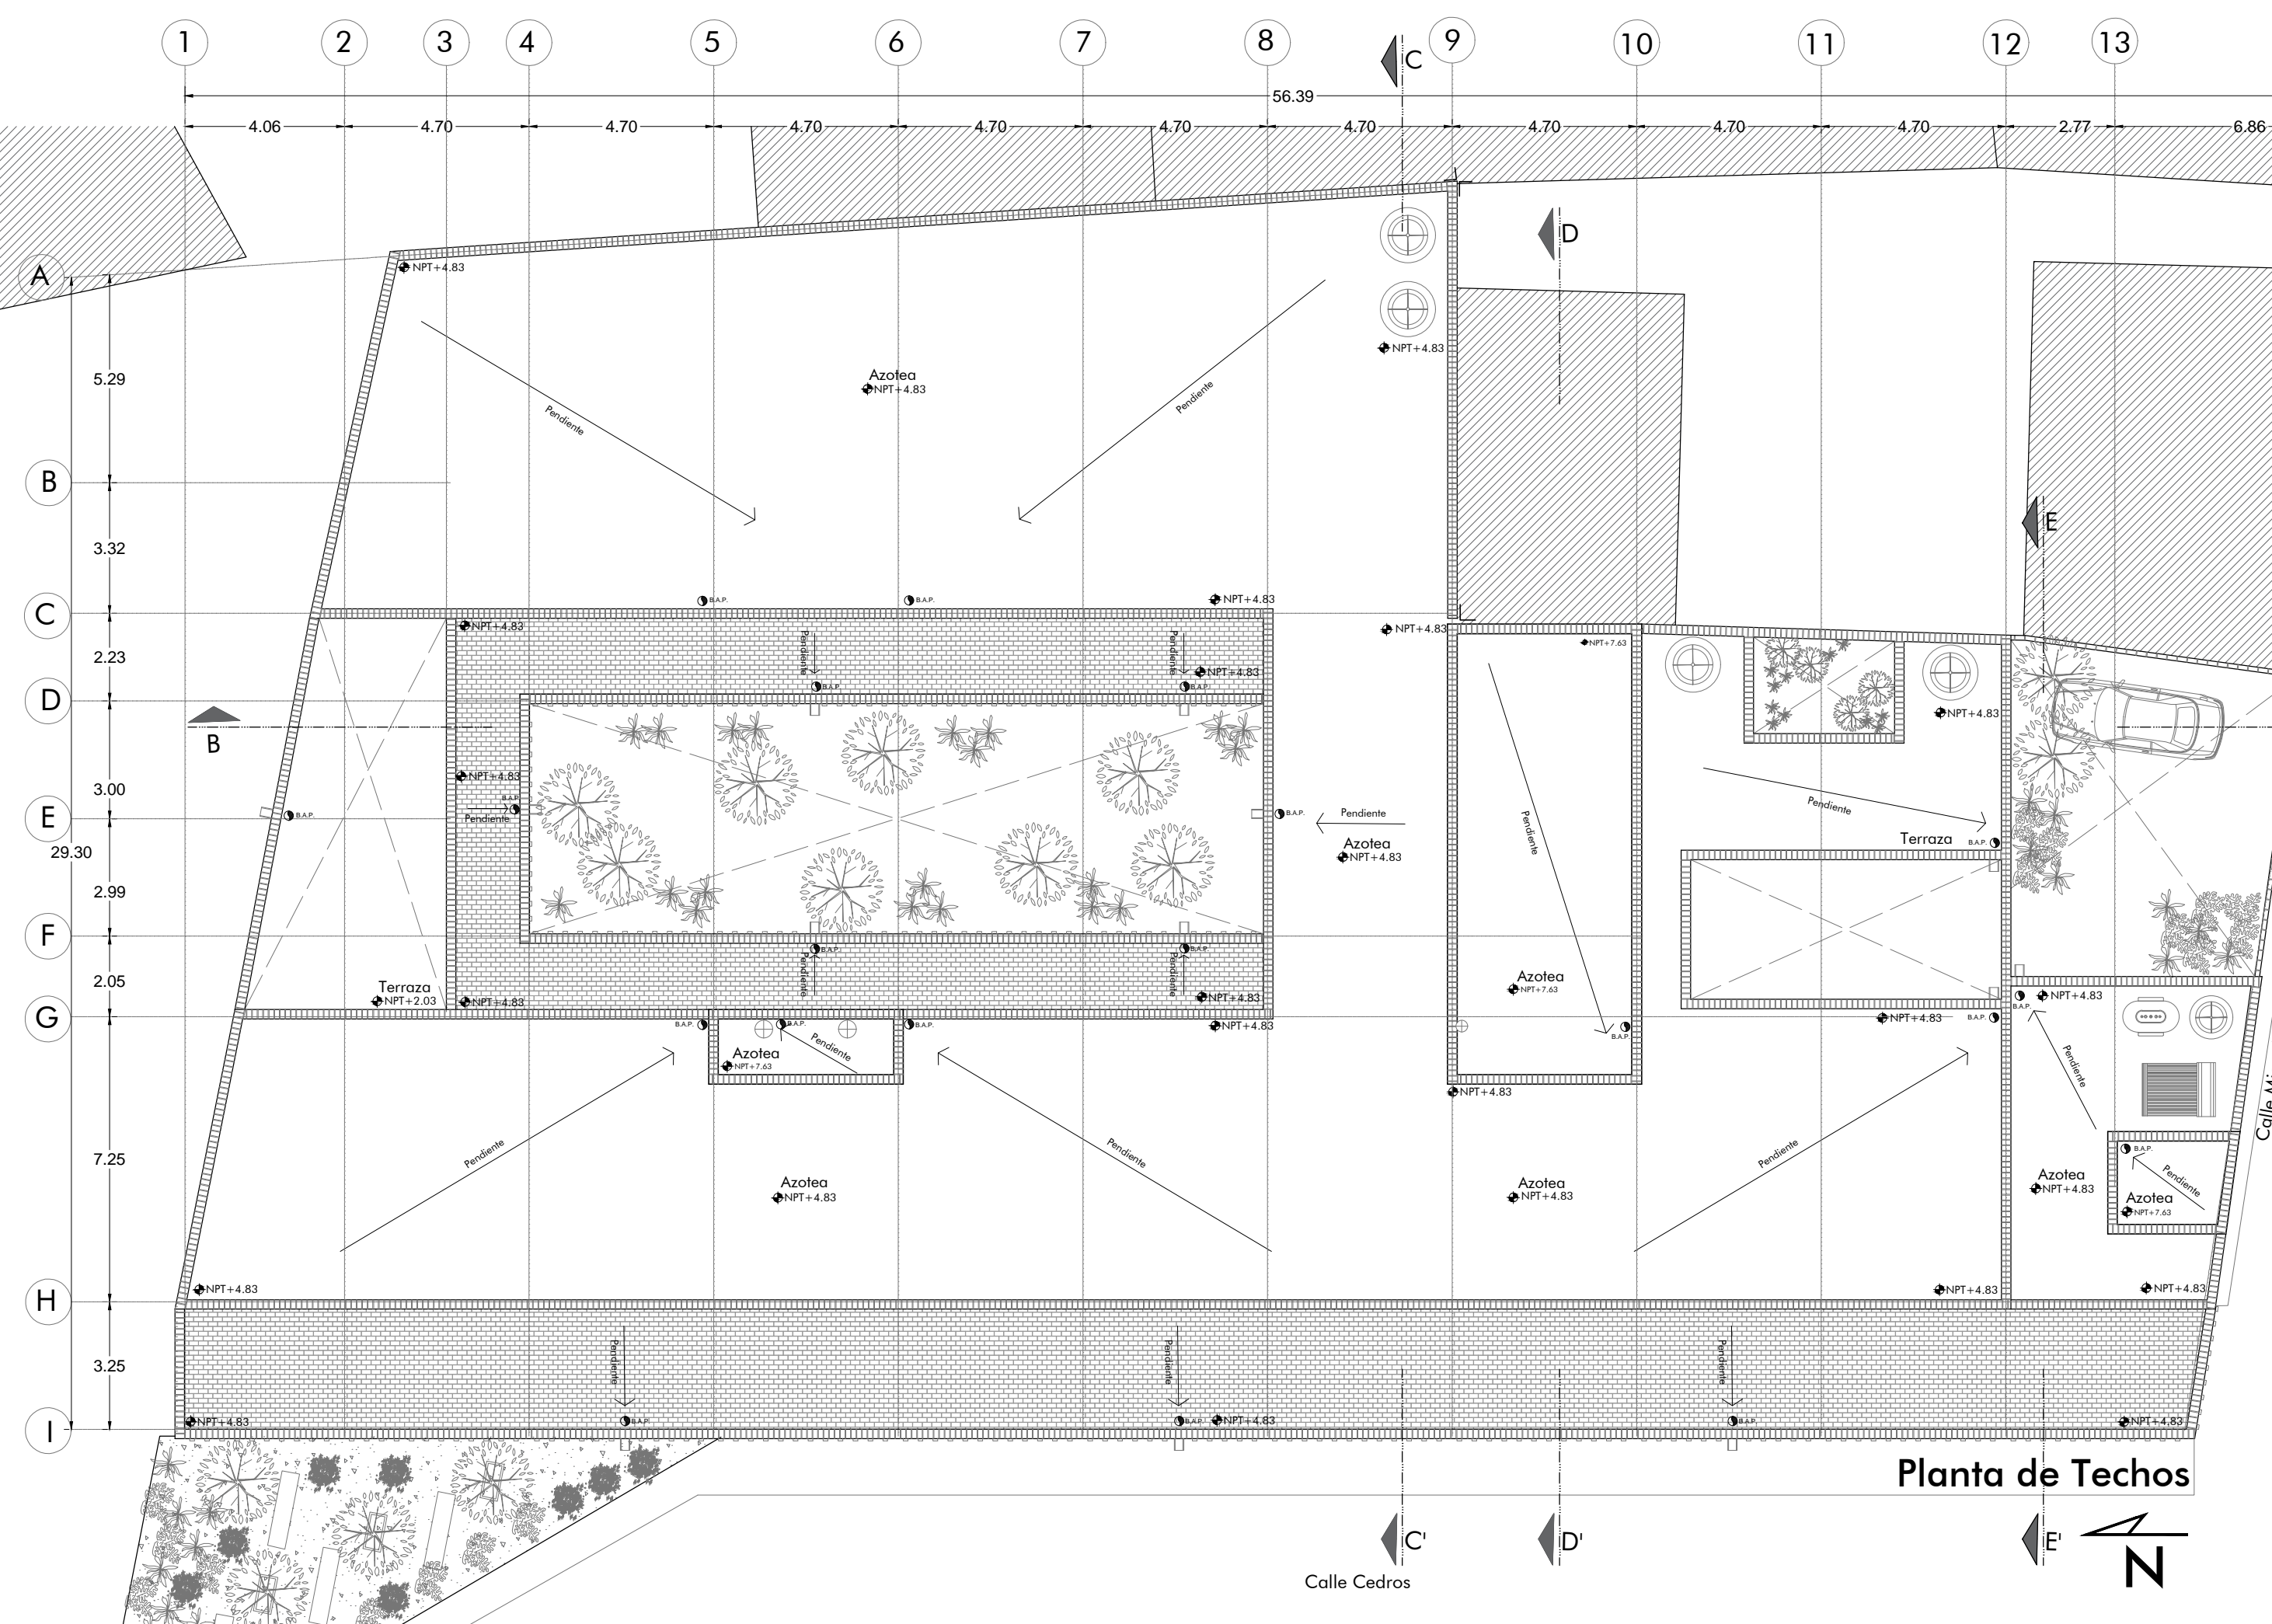 1 2 3 4 5 6 7 8 C 9 10 11 12 13
56.39
4.06 4.70 4.70 4.70 4.70 4.70 4.70 4.70 4.70 4.70 2.77 6.86
D
A
NPT+4.83
NPT+4.83
5.29
Azotea
NPT+4.83
Pendiente
Pendiente
B
E
3.32
B.A.P.
B.A.P.
NPT+4.83
C
NPT+4.83
NPT+4.83
NPT+7.63
Pendiente
Pendiente
2.23
NPT+4.83
B.A.P.
B.A.P.
D
NPT+4.83
B
NPT+4.83
3.00
B.A.P.
Pendiente
B.A.P.
B.A.P.
Pendiente
Azotea
NPT+4.83
Pendiente
Pendiente
Terraza
B.A.P.
E
29.30
2.99
F
B.A.P.
B.A.P.
Pendiente
Pendiente
2.05
Terraza
NPT+2.03
NPT+4.83
NPT+4.83
Azotea
NPT+7.63
NPT+4.83
B.A.P.
G
B.A.P.
B.A.P.
B.A.P.
NPT+4.83
B.A.P.
NPT+4.83
B.A.P.
Pendiente
Azotea
NPT+7.63
NPT+4.83
Pendiente
Calle
7.25
Pendiente
Pendiente
Pendiente
B.A.P.
Azotea
NPT+4.83
Azotea
NPT+4.83
Azotea
NPT+4.83
Pendiente
Azotea
NPT+7.63
H
NPT+4.83
NPT+4.83
NPT+4.83
3.25
Pendiente
Pendiente
Pendiente
I
NPT+4.83
B.A.P.
B.A.P.
NPT+4.83
B.A.P.
NPT+4.83
Planta de Techos
C'
D'
E'
N
Calle Cedros